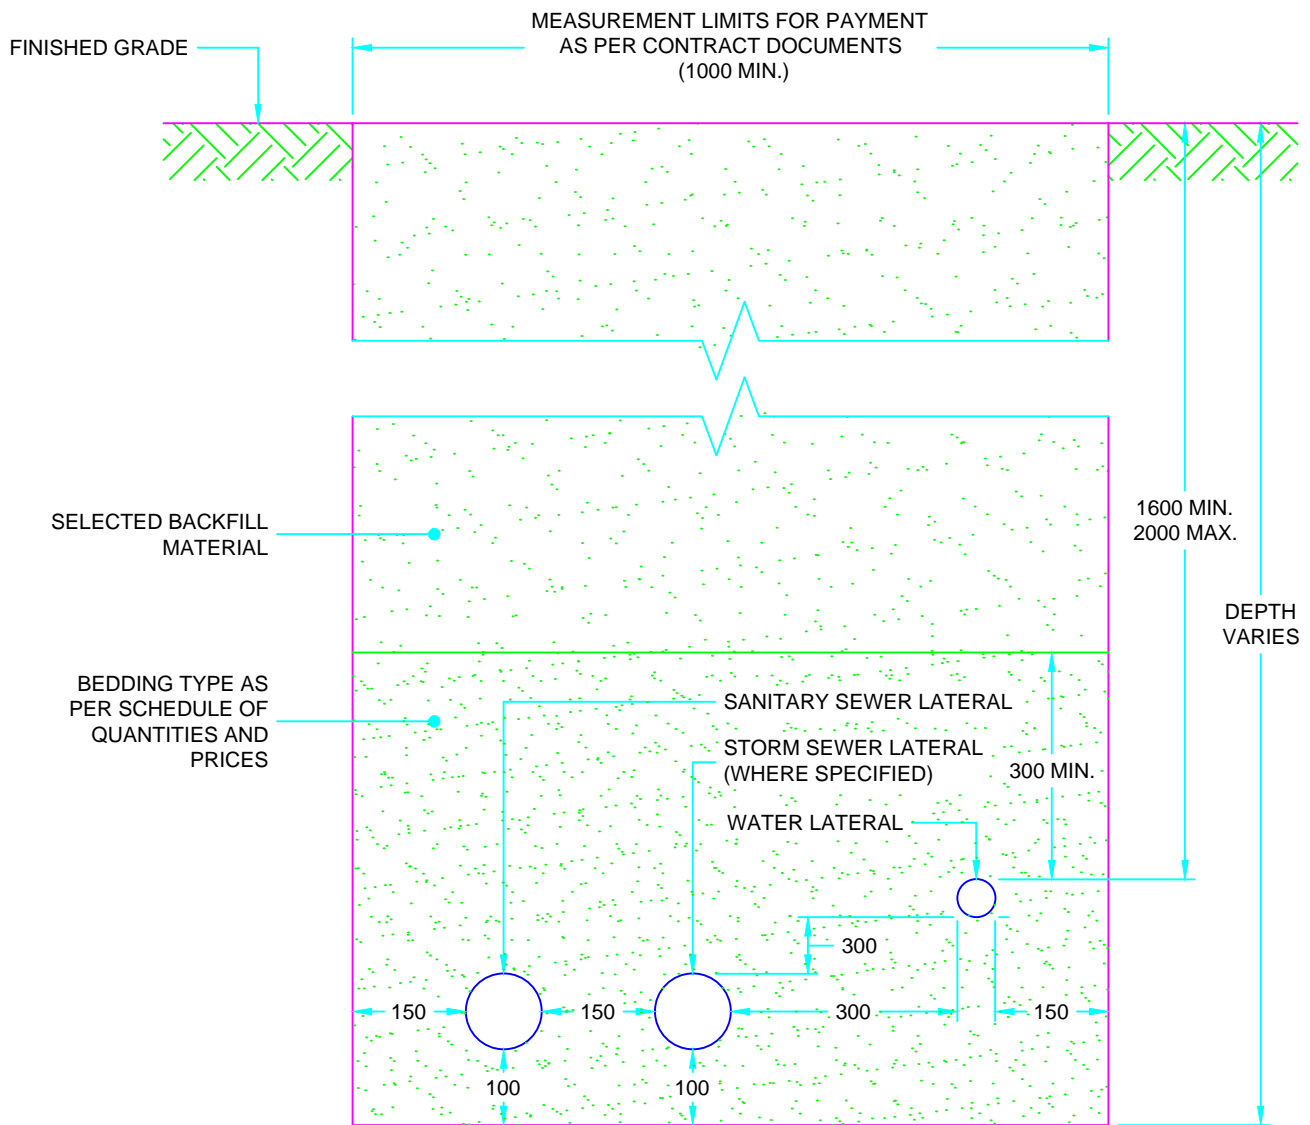 MEASUREMENT LIMITS FOR PAYMENT
AS PER CONTRACT DOCUMENTS
(1000 MIN.)
FINISHED GRADE
1600 MIN.
2000 MAX.
SELECTED BACKFILL
MATERIAL
DEPTH
VARIES
BEDDING TYPE AS
PER SCHEDULE OF
QUANTITIES AND
PRICES
SANITARY SEWER LATERAL
STORM SEWER LATERAL
(WHERE SPECIFIED)
300 MIN.
WATER LATERAL
300
150
150
300
150
100
100